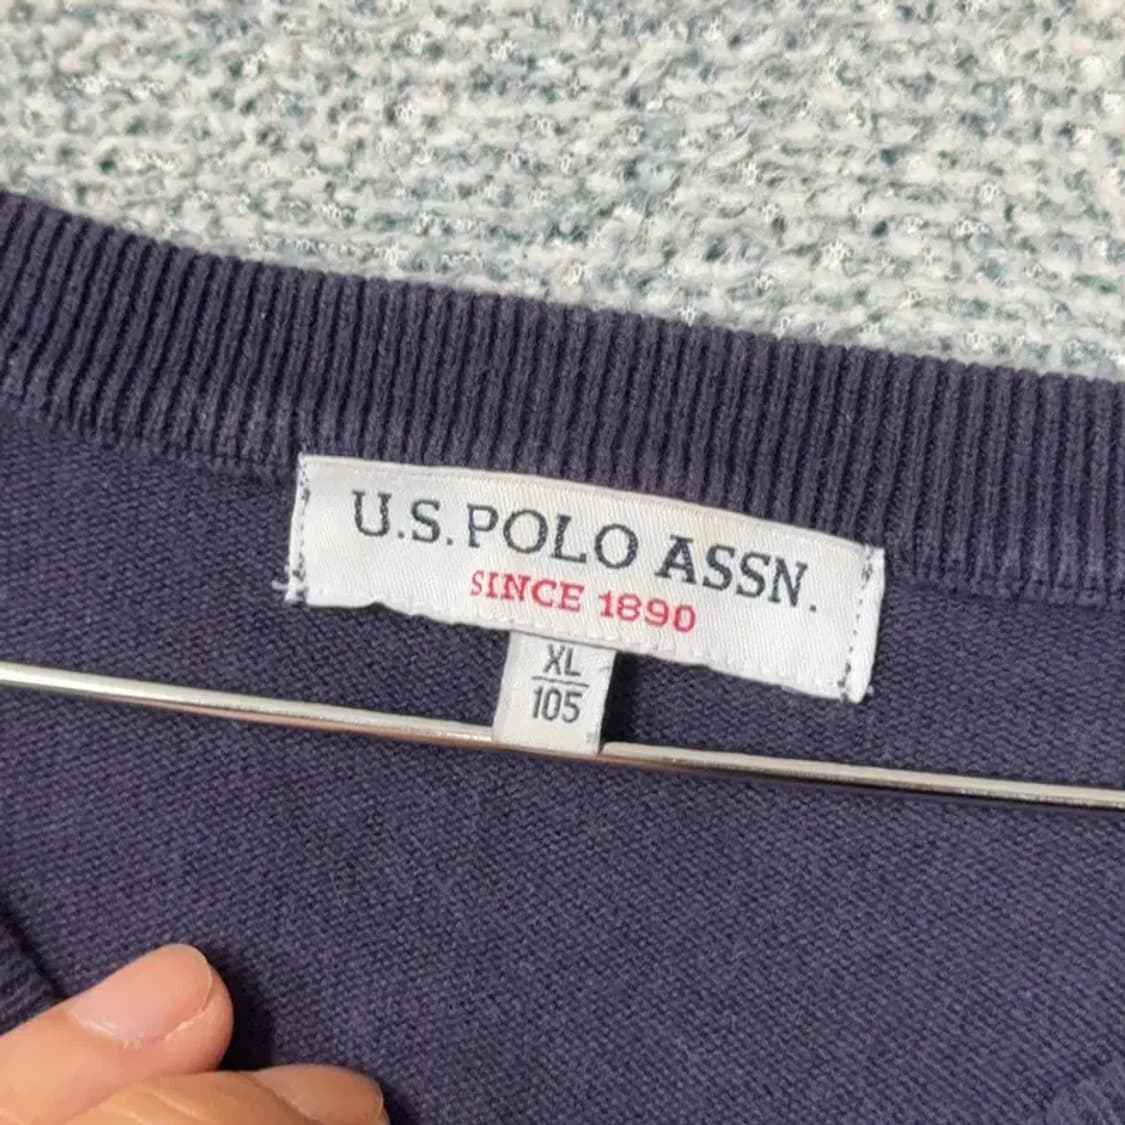 U.S. POLO ASSN.
SINCE 1890
XL
105